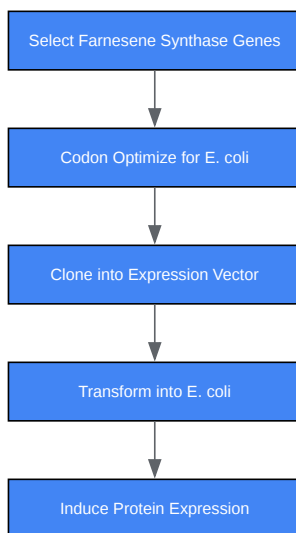 Select Farnesene Synthase Genes
Codon Optimize for E. coli
Clone into Expression Vector
Transform into E. coli
Induce Protein Expression